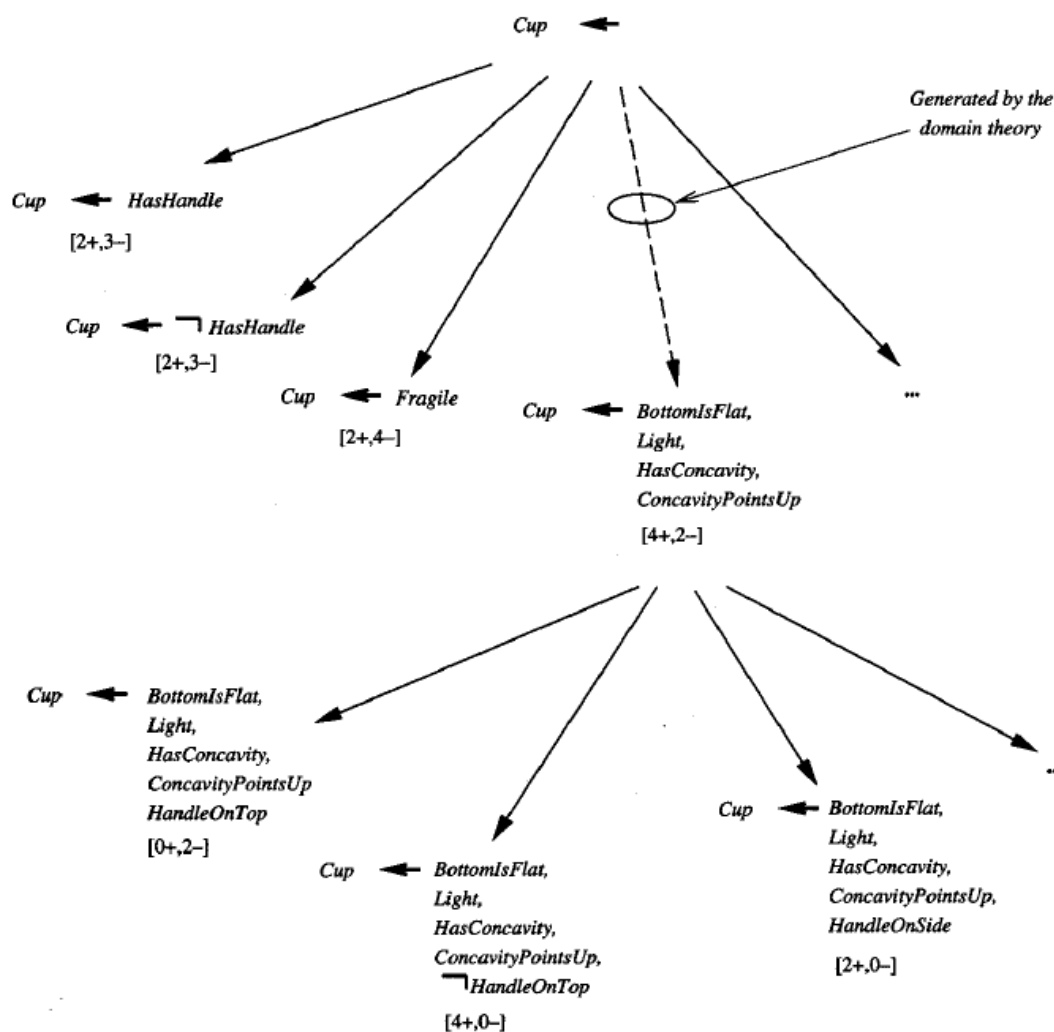 Cup ←
Generated by the
domain theory
Cup ← HasHandle
[2+,3–]
Cup ← ¬ HasHandle
[2+,3–]
Cup ← Fragile
[2+,4–]
Cup ← BottomIsFlat,
Light,
HasConcavity,
ConcavityPointsUp
[4+,2–]
...
Cup ← BottomIsFlat,
Light,
HasConcavity,
ConcavityPointsUp
HandleOnTop
[0+,2–]
Cup ← BottomIsFlat,
Light,
HasConcavity,
ConcavityPointsUp,
¬HandleOnTop
[4+,0–]
Cup ← BottomIsFlat,
Light,
HasConcavity,
ConcavityPointsUp,
HandleOnSide
[2+,0–]
..